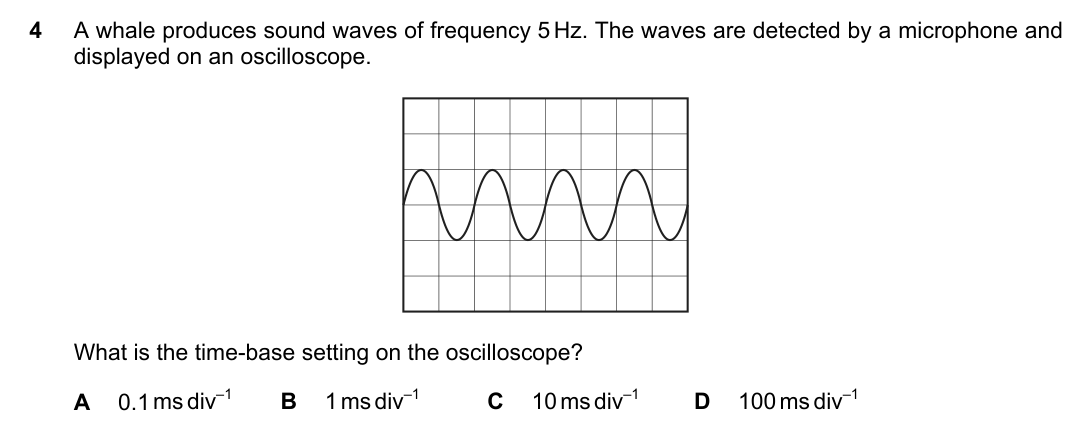 4 A whale produces sound waves of frequency 5 Hz. The waves are detected by a microphone and
displayed on an oscilloscope.
What is the time-base setting on the oscilloscope?
A 0.1 ms div⁻¹ B 1 ms div⁻¹ C 10 ms div⁻¹ D 100 ms div⁻¹